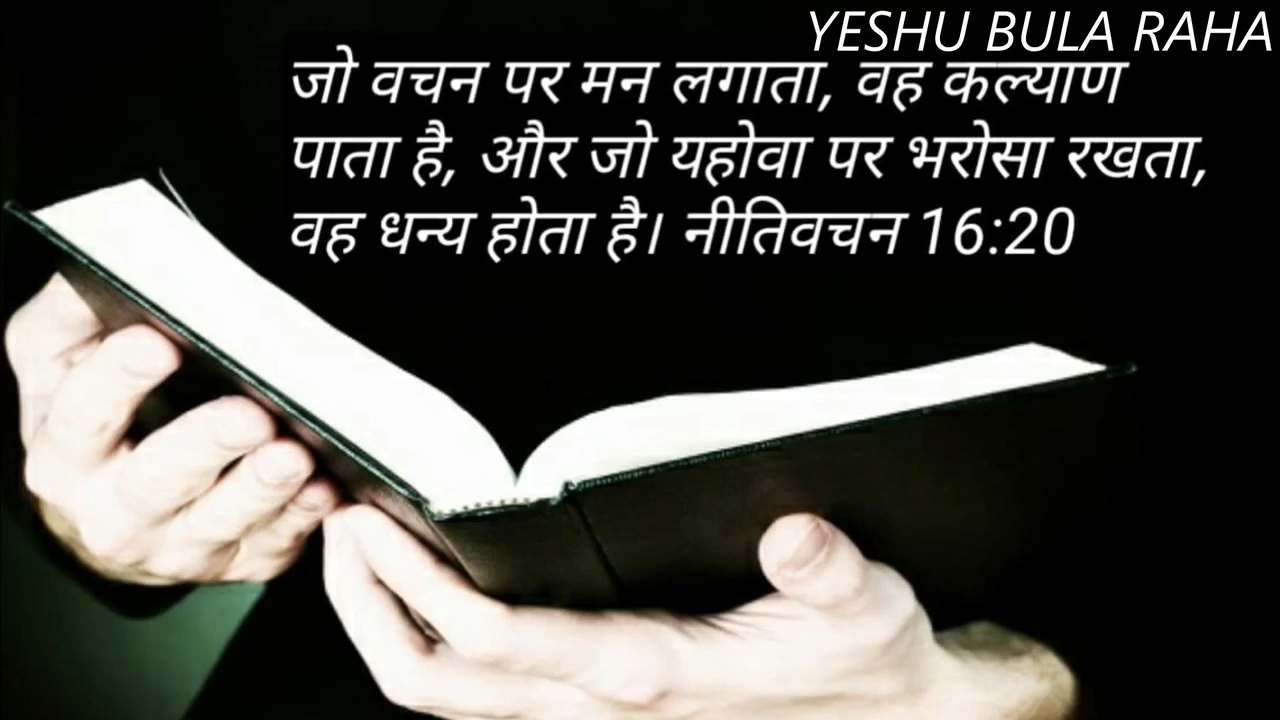 YESHU BULA RAHA
जो वचन पर मन लगाता, वह कल्याण
पाता है, और जो यहोवा पर भरोसा रखता,
वह धन्य होता है। नीतिवचन 16:20